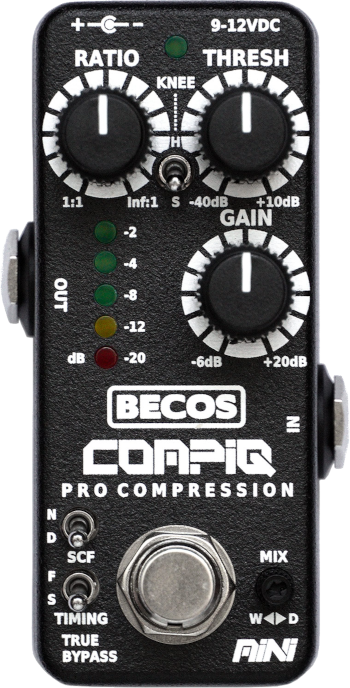 + - 9-12VDC
RATIO THRESH
KNEE
H
S
1:1 Inf:1 -40dB +10dB
GAIN
-2
-4
-8
-12
dB -20
OUT
-6dB +20dB
BECOS
IN
COMPIQ
PRO COMPRESSION
N
D
SCF
F
S
TIMING
MIX
W D
TRUE
BYPASS
MINI